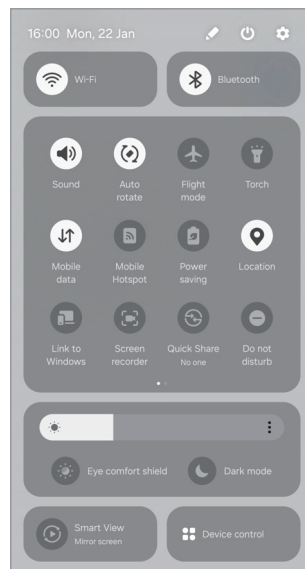 16:00 Mon, 22 Jan
Wi-Fi
Bluetooth
Sound
Auto
rotate
Flight
mode
Torch
Mobile
data
Mobile
Hotspot
Power
saving
Location
Link to
Windows
Screen
recorder
Quick Share
No one
Do not
disturb
Eye comfort shield
Dark mode
Smart View
Mirror screen
Device control